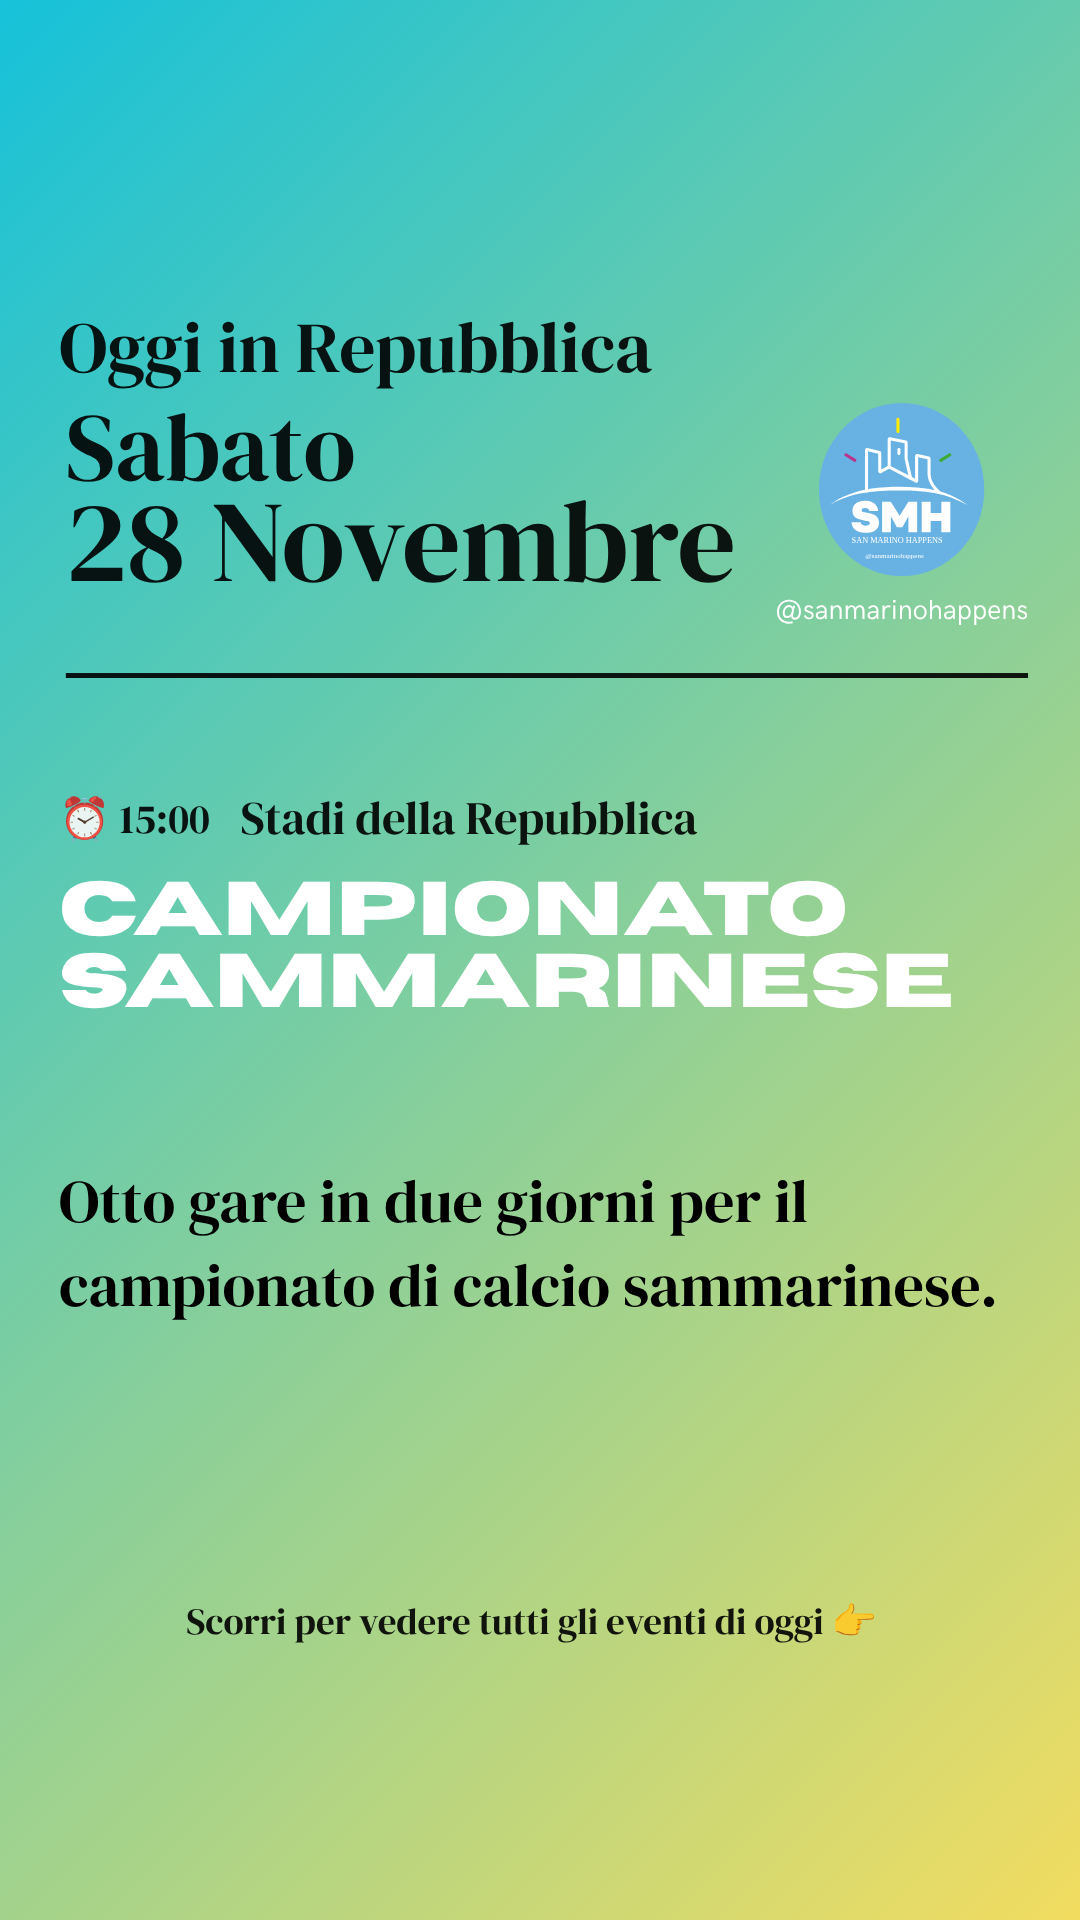 Oggi in Repubblica
Sabato
28 Novembre
SMH
SAN MARINO HAPPENS
@sanmarinohappens
@sanmarinohappens
⏰ 15:00 Stadi della Repubblica
CAMPIONATO
SAMMARINESE
Otto gare in due giorni per il
campionato di calcio sammarinese.
Scorri per vedere tutti gli eventi di oggi 👉